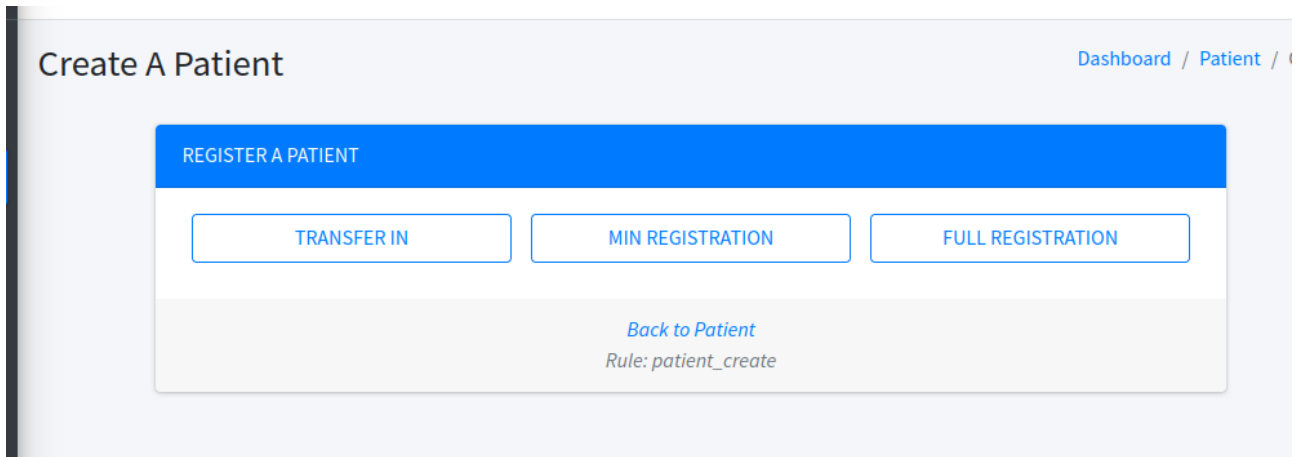 Create A Patient
Dashboard / Patient /
REGISTER A PATIENT
TRANSFER IN
MIN REGISTRATION
FULL REGISTRATION
Back to Patient
Rule: patient_create